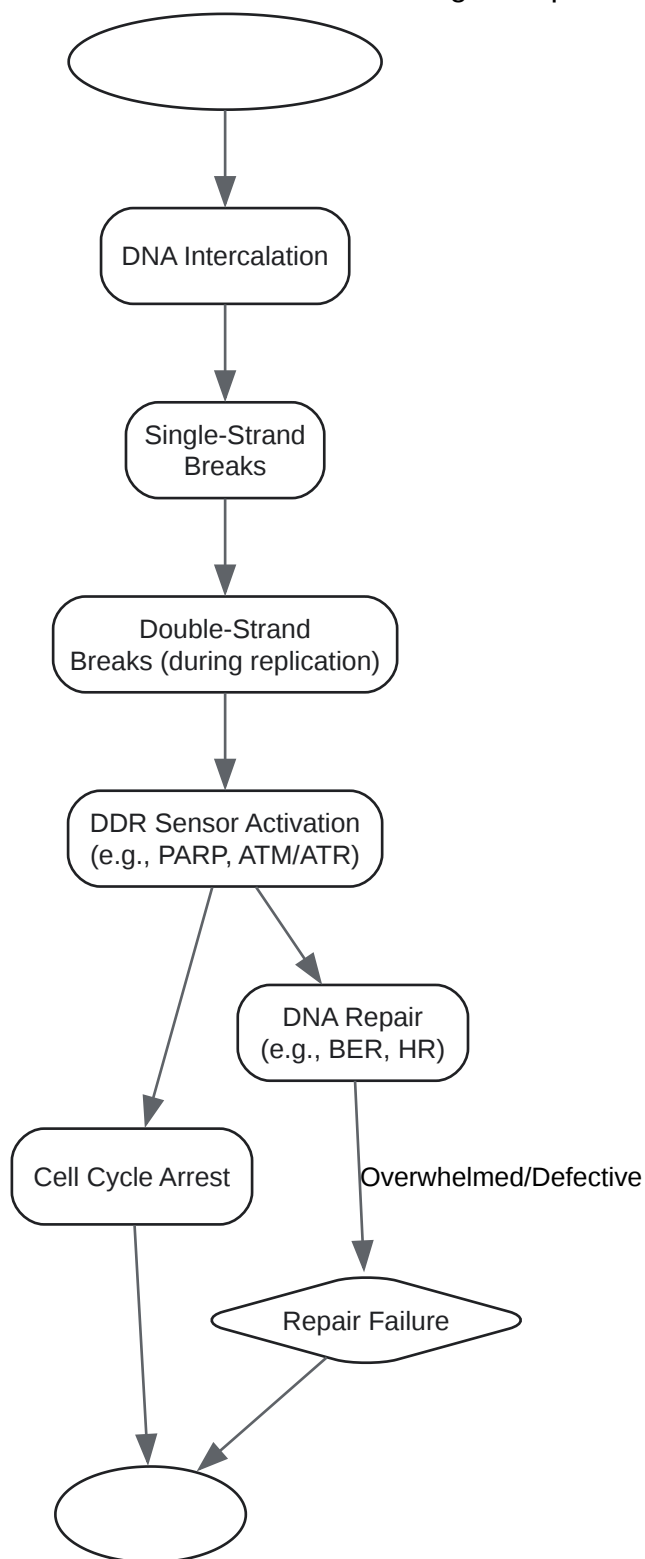 DNA Intercalation
Single-Strand
Breaks
Double-Strand
Breaks (during replication)
DDR Sensor Activation
(e.g., PARP, ATM/ATR)
DNA Repair
(e.g., BER, HR)
Cell Cycle Arrest
Overwhelmed/Defective
Repair Failure